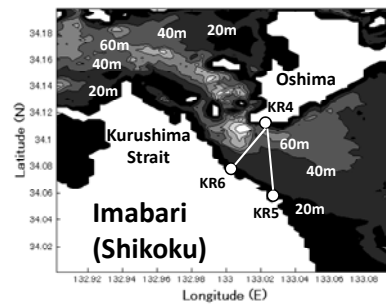 34.18
34.16
34.14
34.12
34.1
34.08
34.06
34.04
34.02
Latitude (N)
20m
40m
60m
40m
20m
Oshima
KR4
Kurushima
Strait
60m
KR6
40m
KR5
20m
Imabari
(Shikoku)
132.92 132.94 132.96 132.98 133 133.02 133.04 133.06 133.08
Longitude (E)